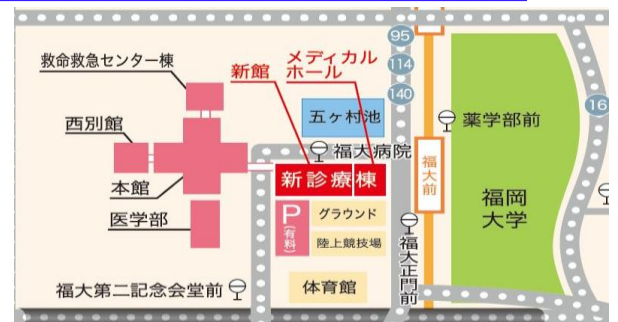 95
救命救急センター棟
メディカル
ホール
新館
114
140
16
五ヶ村池
薬学部前
西別館
福大病院
福大前
本館
新診療棟
福岡
大学
医学部
P
(有料)
グラウンド
陸上競技場
福大正門前
体育館
福大第二記念会堂前